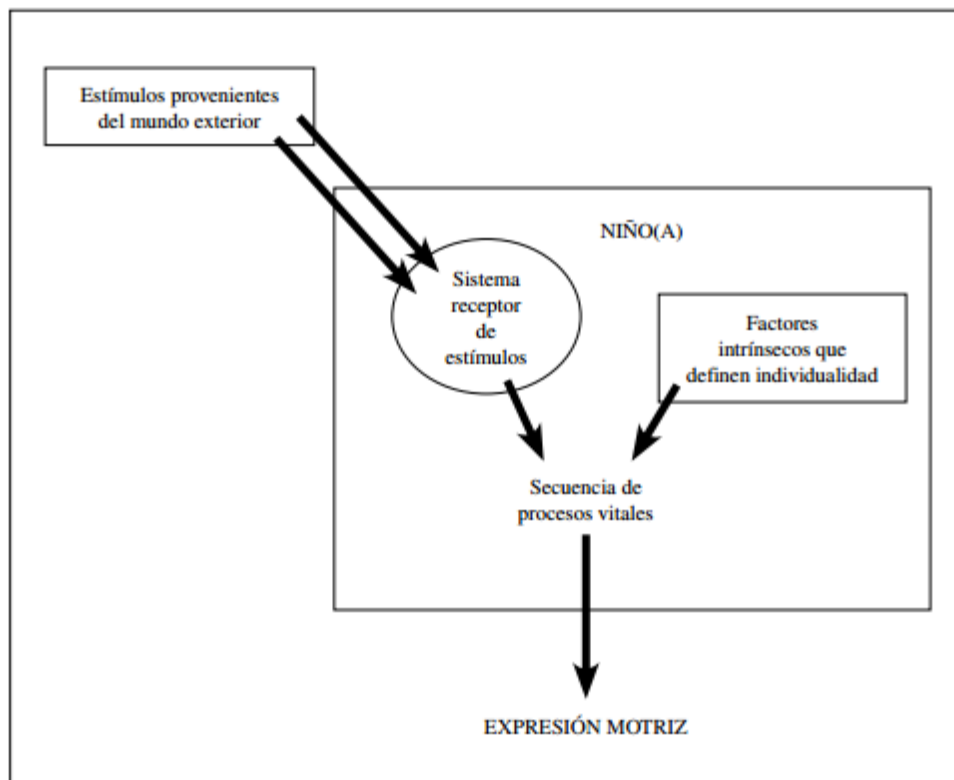 Estímulos provenientes
del mundo exterior
NIÑO(A)
Sistema
receptor
de
estímulos
Factores
intrínsecos que
definen individualidad
Secuencia de
procesos vitales
EXPRESIÓN MOTRIZ